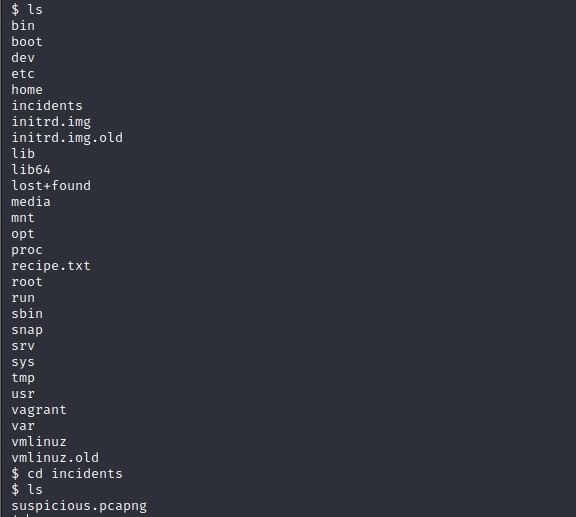 $ ls
bin
boot
dev
etc
home
incidents
initrd.img
initrd.img.old
lib
lib64
lost+found
media
mnt
opt
proc
recipe.txt
root
run
sbin
snap
srv
sys
tmp
usr
vagrant
var
vmlinuz
vmlinuz.old
$ cd incidents
$ ls
suspicious.pcapng